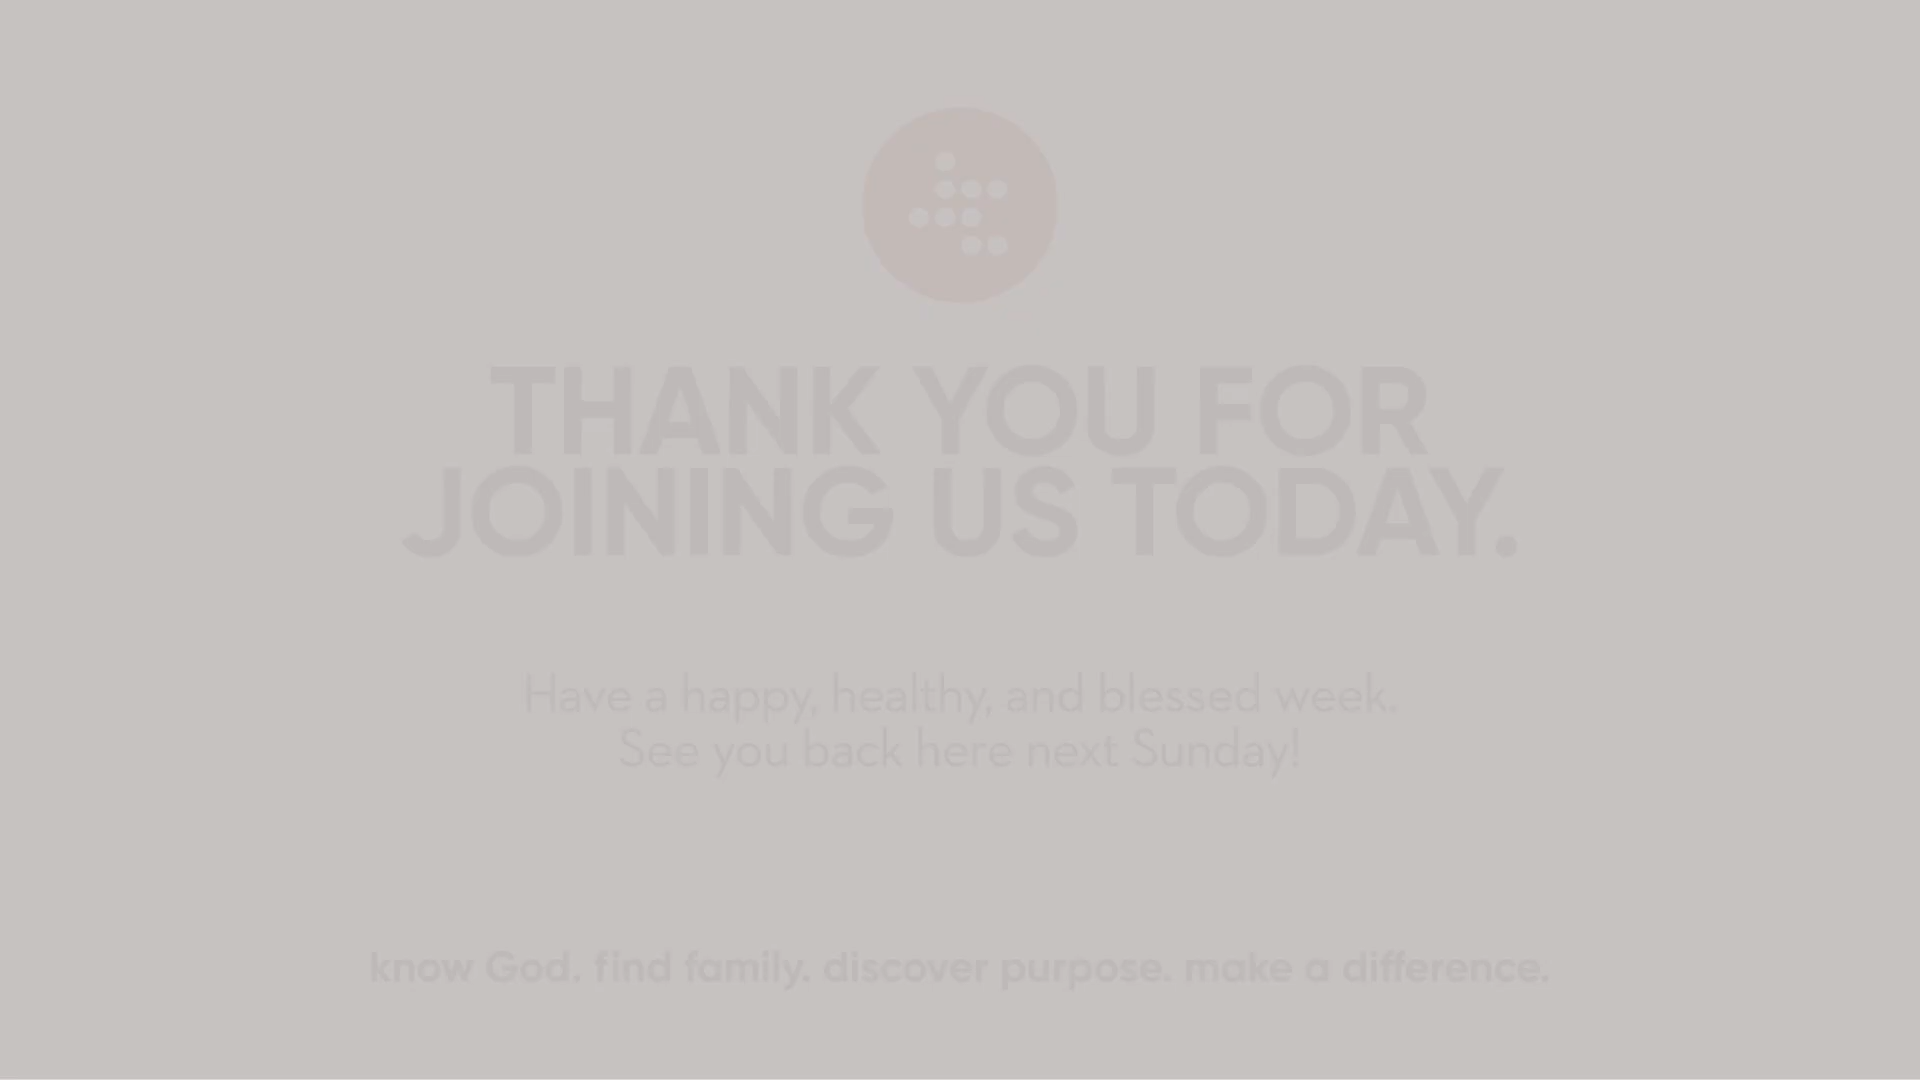 THANK YOU FOR
JOINING US TODAY.
Have a happy, healthy, and blessed week.
See you back here next Sunday!
know God. find family. discover purpose. make a difference.